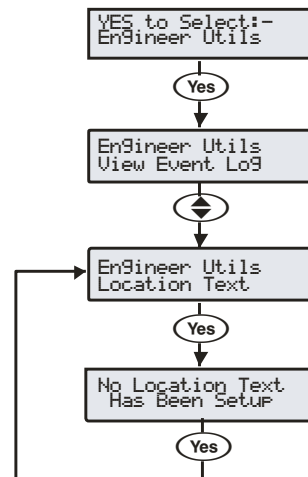 YES to Select:-
Engineer Utils
Yes
Engineer Utils
View Event Log
Engineer Utils
Location Text
Yes
No Location Text
Has Been Setup
Yes